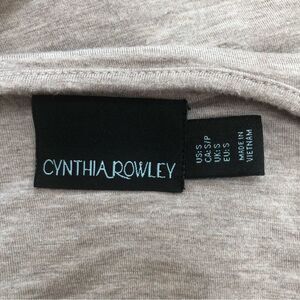 CYNTHIA ROWLEY
US:S
CA: S/P
UK: S
EU: S
MADE IN
VIETNAM